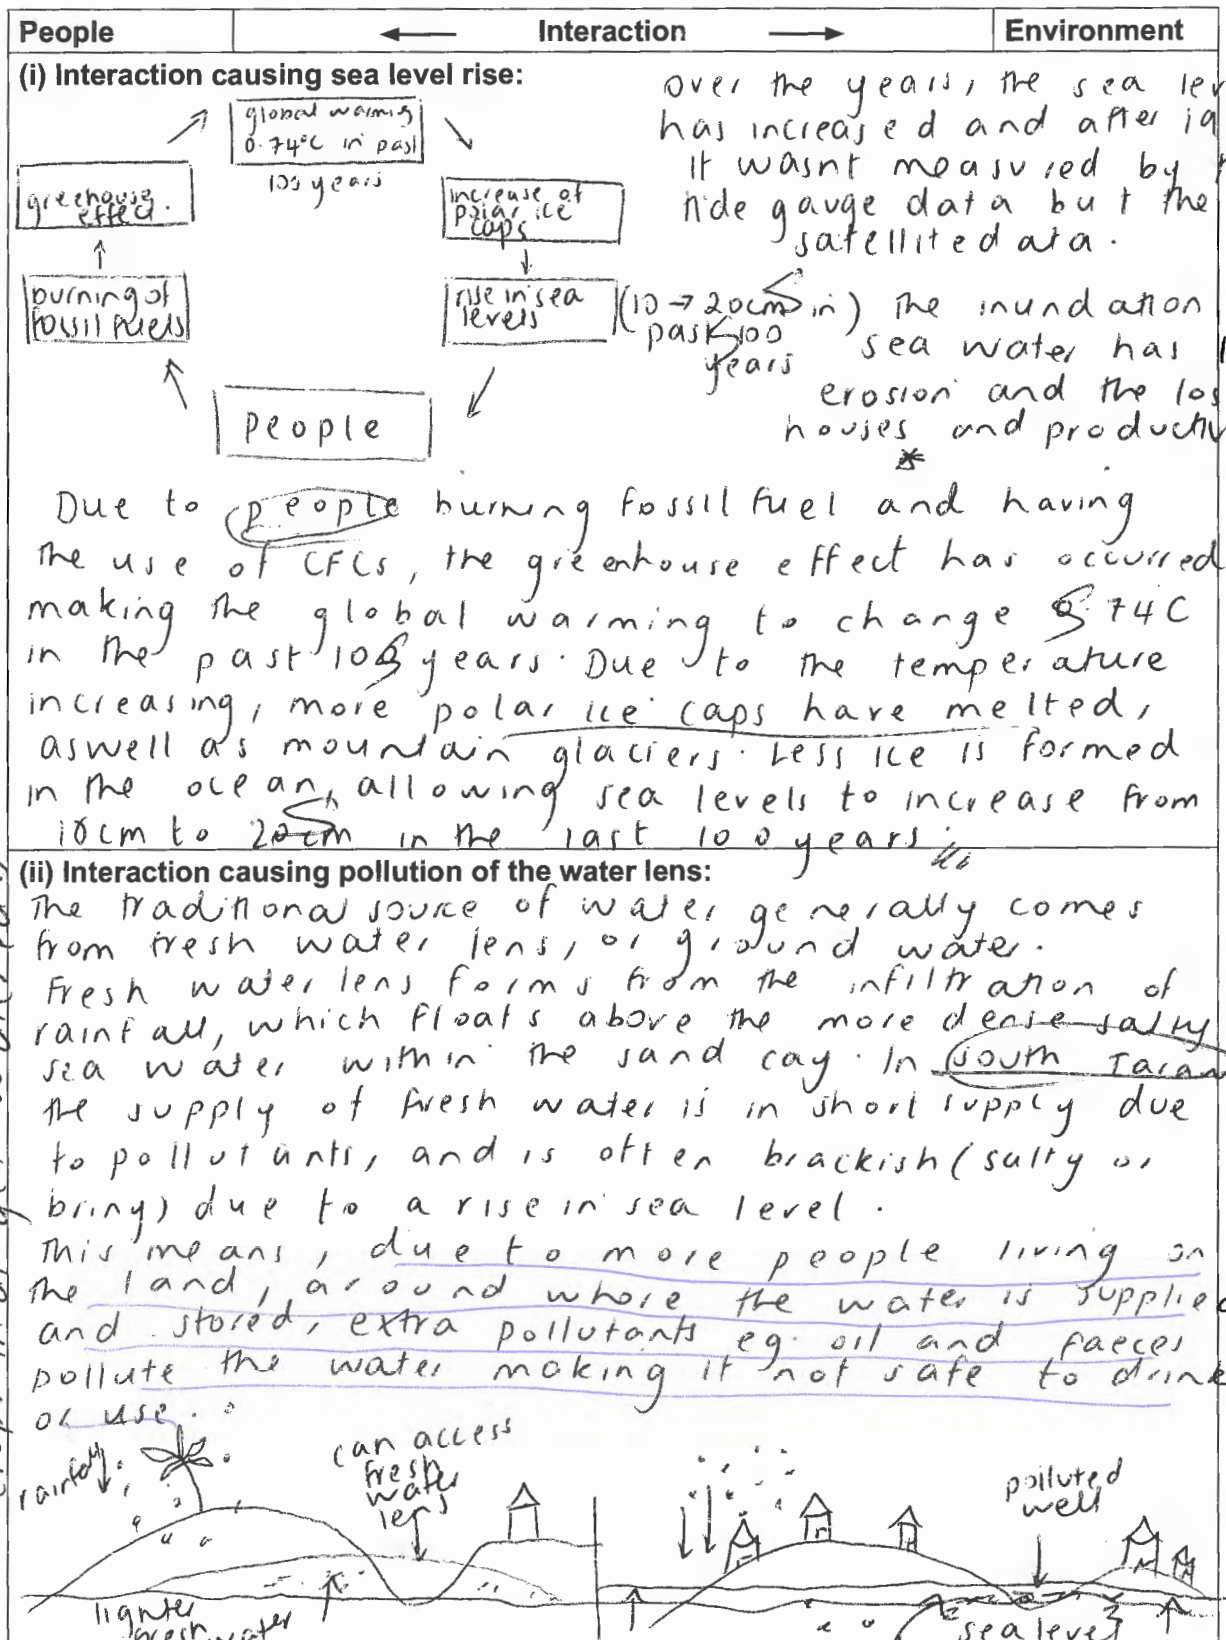 People ← Interaction → Environment
(i) Interaction causing sea level rise:
global warming
0.74°C in past
100 years
greenhouse
effect.
increase of
polar ice
caps
burning of
fossil fuels
rise in sea
levels
(10 → 20cm in)
past 100
years
People
over the years, the sea
has increased and after
it wasnt measured by
tide gauge data but the
satellited ata.
the inundation
sea water has
erosion and the
houses and
Due to people burning fossil fuel and having
the use of CFCs, the greenhouse effect has occurred
making the global warming to change 0.74C
in the past 100 years. Due to the temperature
increasing, more polar ice caps have melted,
aswell as mountain glaciers. Less ice is formed
in the ocean, allowing sea levels to increase from
10cm to 20cm in the last 100 years.
(ii) Interaction causing pollution of the water lens:
The traditional source of water generally comes
from fresh water lens, or ground water.
Fresh water lens forms from the infiltration of
rainfall, which floats above the more dense salty
sea water within the sand cay. In South
the supply of fresh water is in short supply due
to pollutants, and is often brackish (salty or
briny) due to a rise in sea level.
This means, due to more people living on
the land, around whore the water is supplied
and stored, extra pollutants eg. oil and faeces
pollute the water making it not safe to drink
or use.
rainfall
can access
fresh
water
lens
polluted
well
lighter
fresh
water
sea level